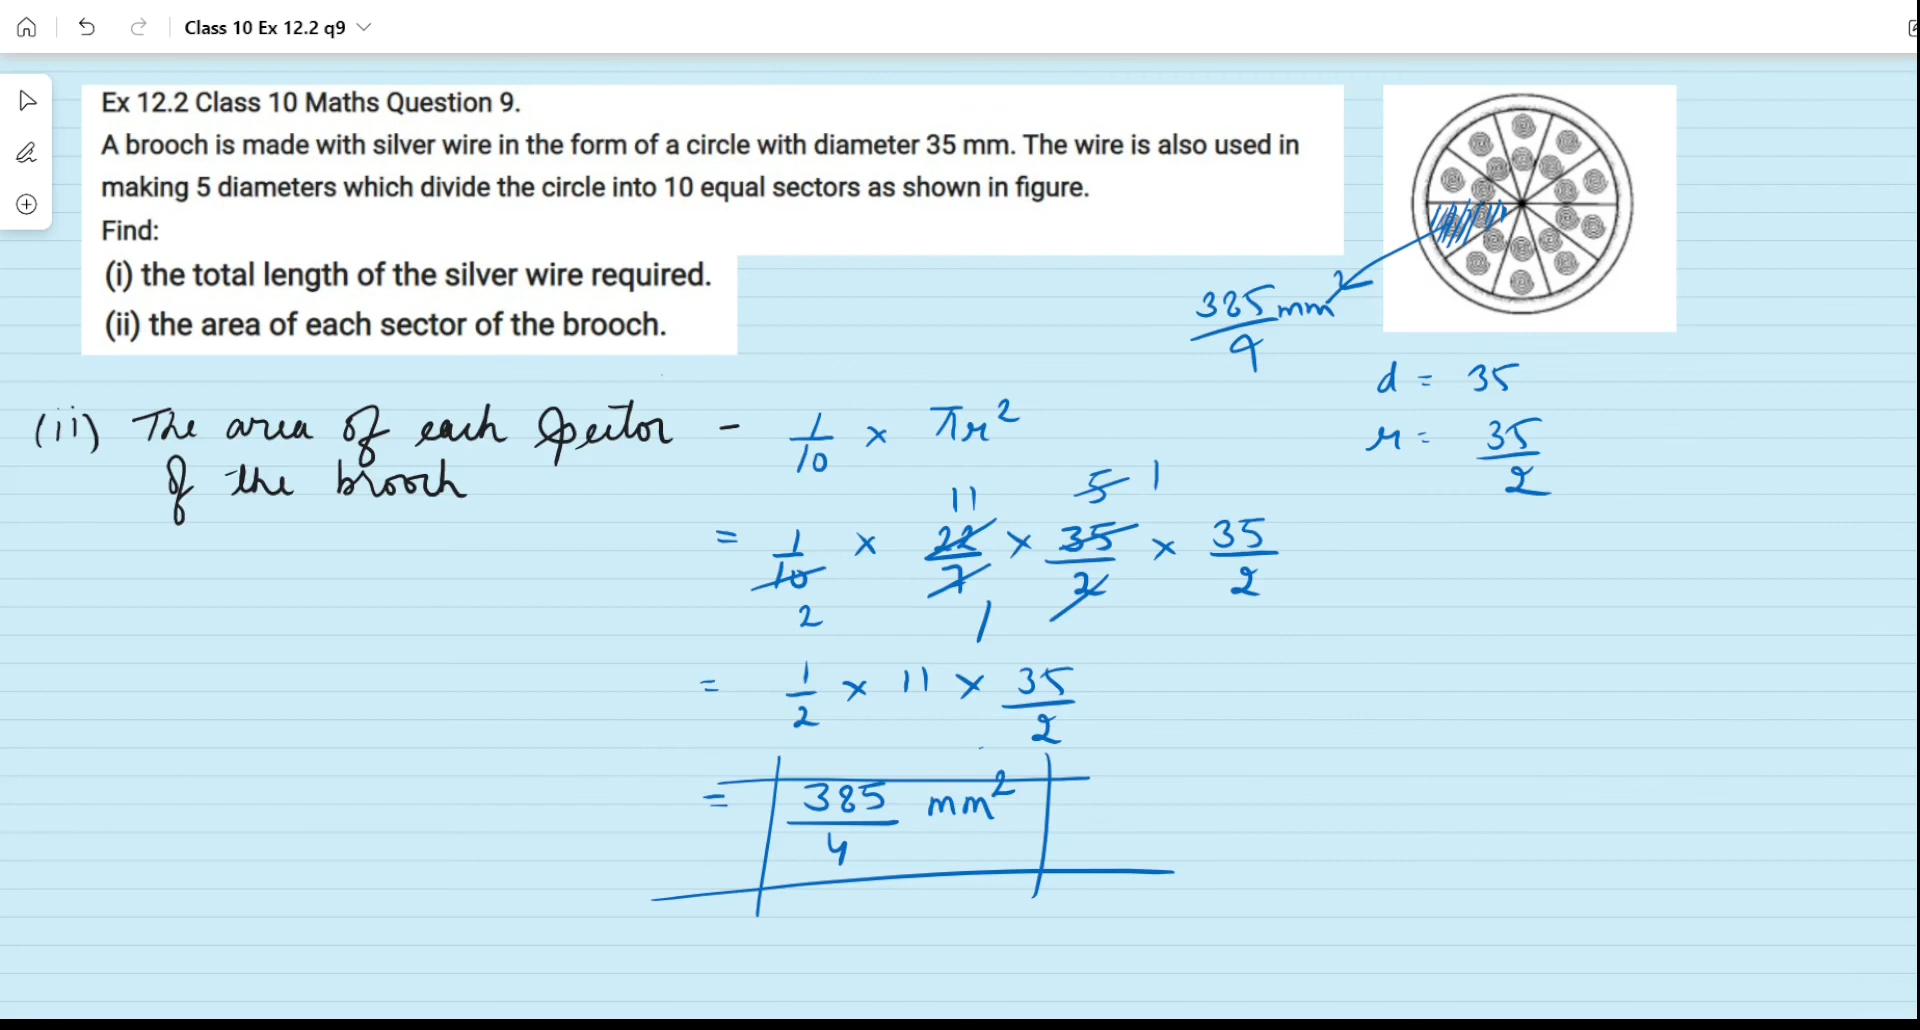 Class 10 Ex 12.2 q9
Ex 12.2 Class 10 Maths Question 9.
A brooch is made with silver wire in the form of a circle with diameter 35 mm. The wire is also used in
making 5 diameters which divide the circle into 10 equal sectors as shown in figure.
Find:
(i) the total length of the silver wire required.
(ii) the area of each sector of the brooch.
385/4 mm²
d = 35
r = 35/2
(ii) The area of each sector - 1/10 × πr²
of the brooch
11 5 1
= 1/10 × 22/7 × 35/2 × 35/2
2 1
= 1/2 × 11 × 35/2
= 385/4 mm²